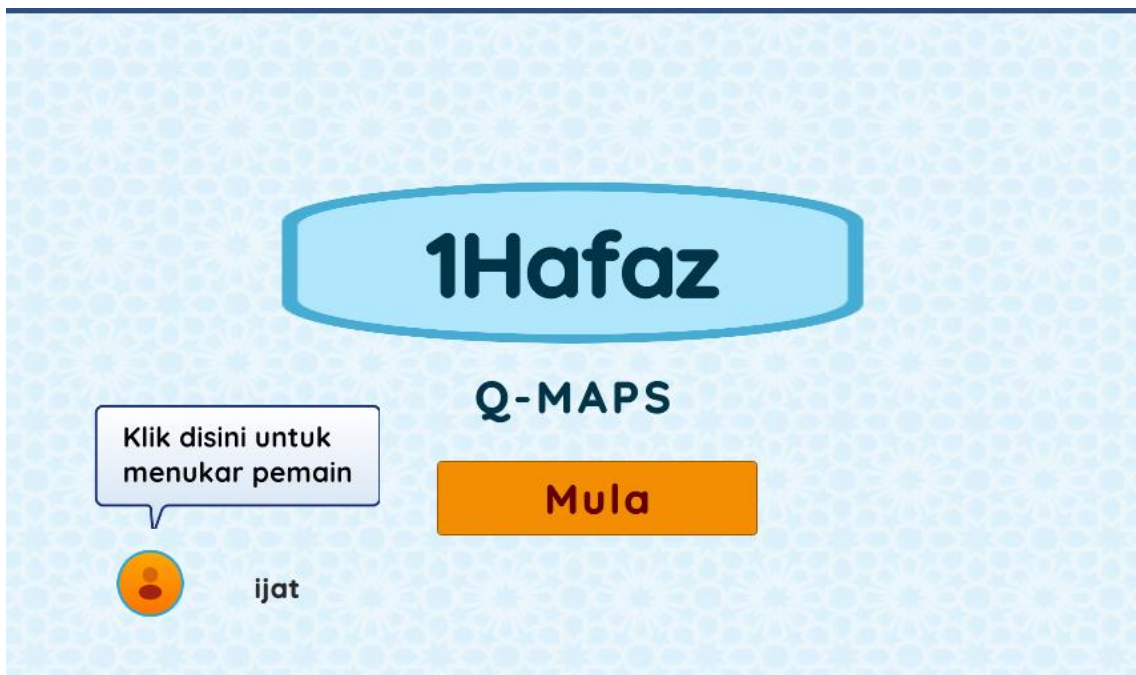 1Hafaz
Q-MAPS
Klik disini untuk
menukar pemain
Mula
ijat